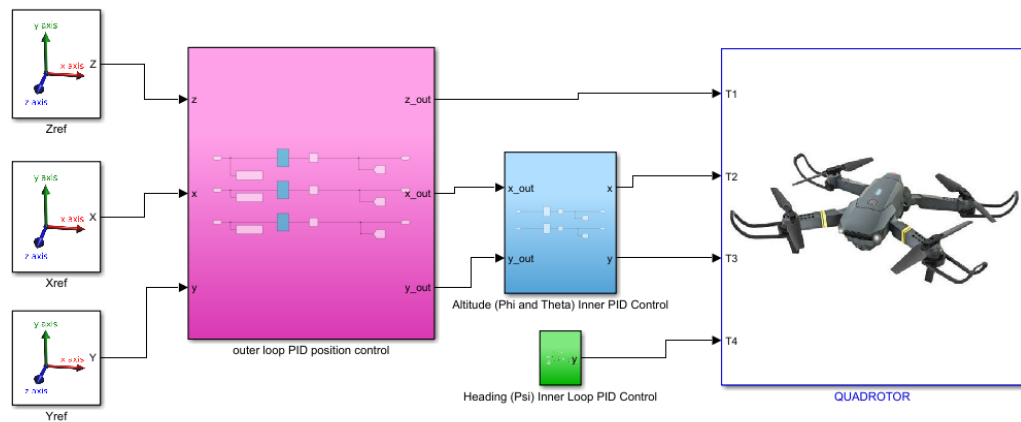 y axis
x axis
z axis
Z
Zref
y axis
x axis
z axis
X
Xref
y axis
x axis
z axis
Y
Yref
z
x
y
z_out
x_out
y_out
outer loop PID position control
x_out
y_out
x
y
Altitude (Phi and Theta) Inner PID Control
y
Heading (Psi) Inner Loop PID Control
T1
T2
T3
T4
QUADROTOR